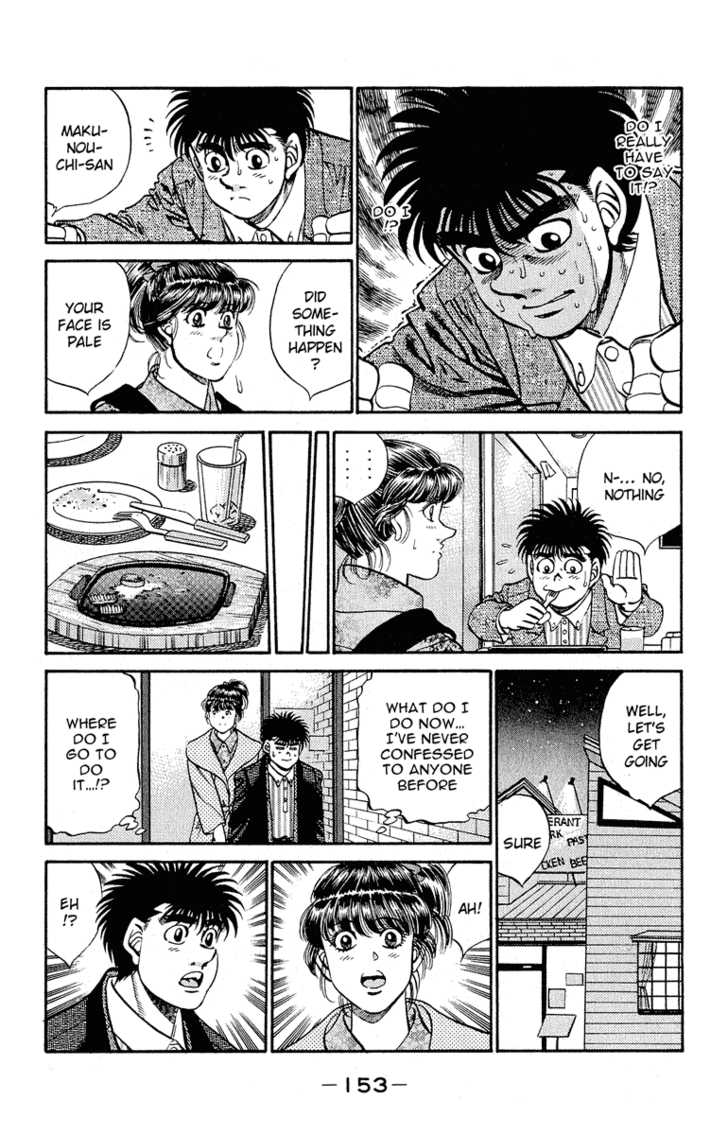 DO I
REALLY
HAVE
TO SAY
IT!?
DO I
!?
MAKU-
NOU-
CHI-SAN
DID
SOME-
THING
HAPPEN
?
YOUR
FACE IS
PALE
N-... NO,
NOTHING
. . . .
. . . .
WELL,
LET'S
GET
GOING
SURE
ERANT
RK PAST
KEN BEE
WHAT DO I
DO NOW...
I'VE NEVER
CONFESSED
TO ANYONE
BEFORE
WHERE
DO I
GO TO
DO
IT...!?
AH!
EH
!?
—153—